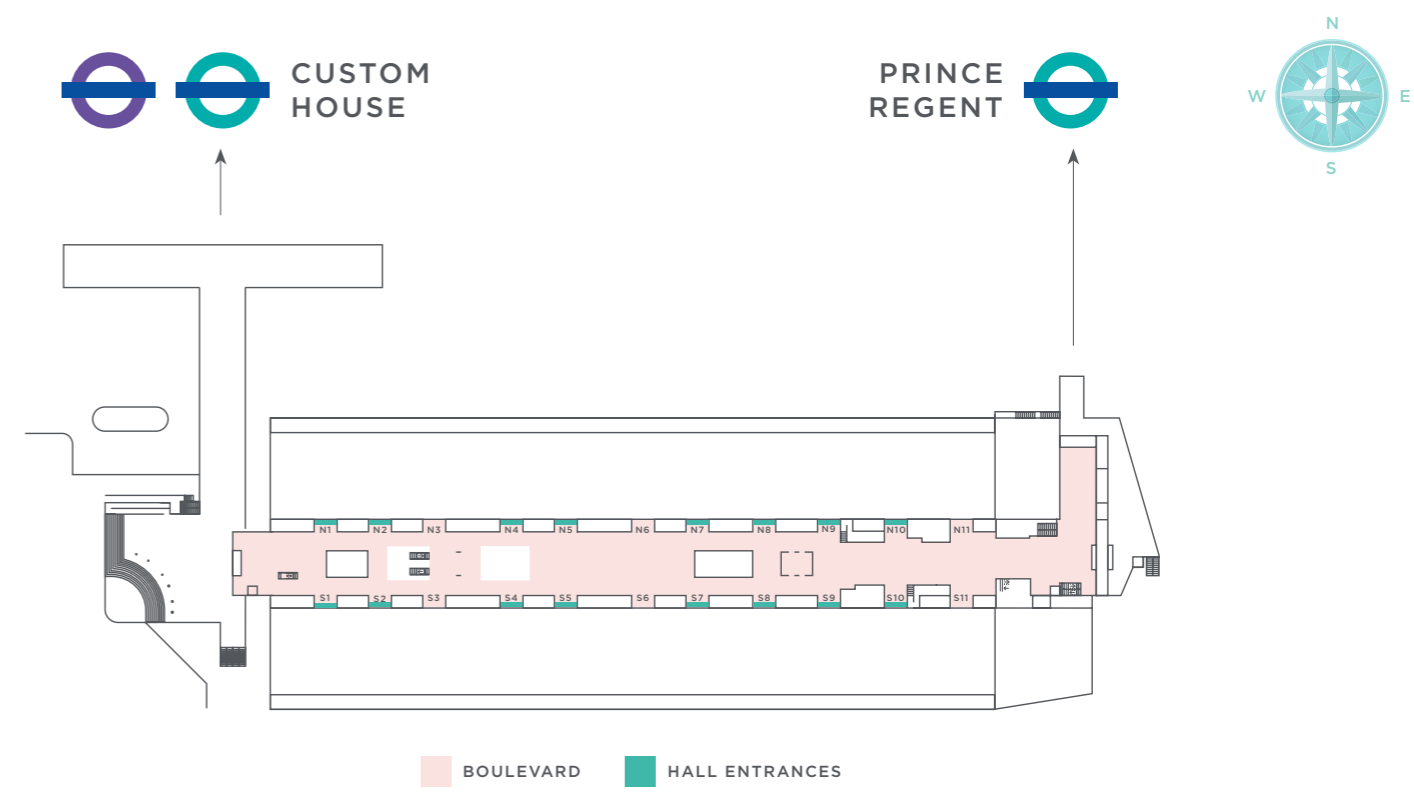 N
CUSTOM
HOUSE
PRINCE
REGENT
W
E
S
N1 N2 N3 N4 N5 N6 N7 N8 N9 N10 N11
S1 S2 S3 S4 S5 S6 S7 S8 S9 S10 S11
BOULEVARD
HALL ENTRANCES